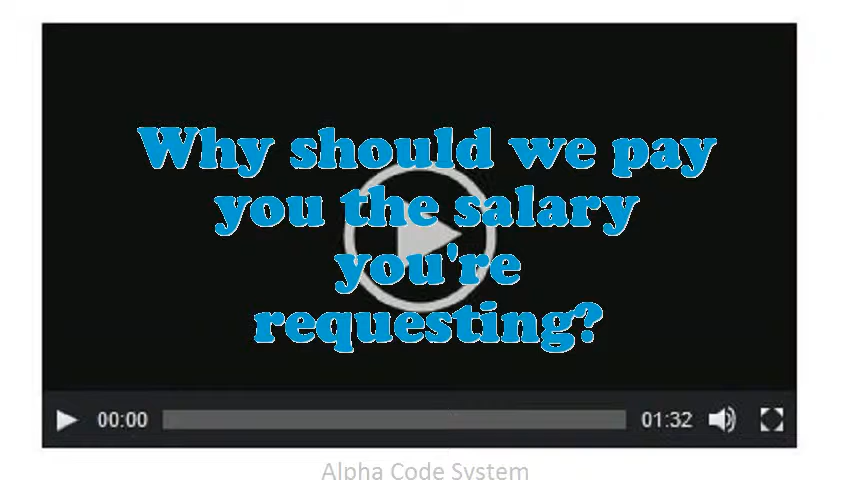 Why should we pay
you the salary
you're
requesting?
00:00
01:32
Alpha Code System